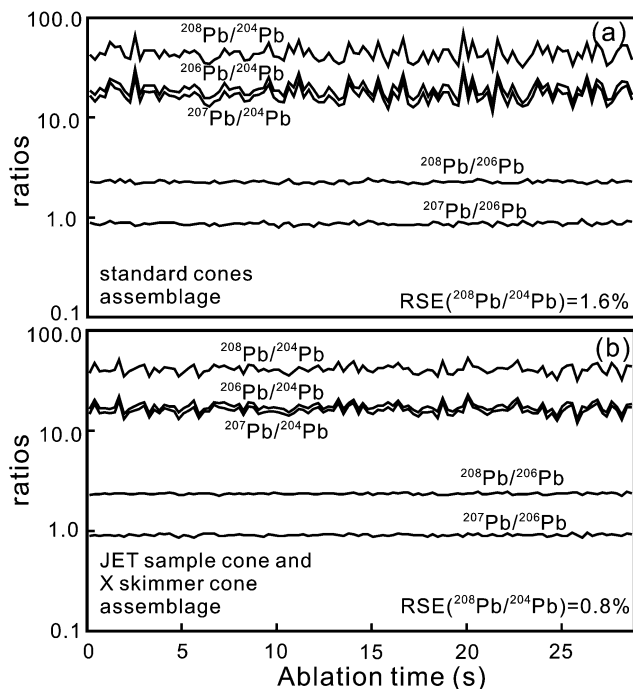 100.0
10.0
1.0
0.1
ratios
(a)
²⁰⁸Pb/²⁰⁴Pb
²⁰⁶Pb/²⁰⁴Pb
²⁰⁷Pb/²⁰⁴Pb
²⁰⁸Pb/²⁰⁶Pb
²⁰⁷Pb/²⁰⁶Pb
standard cones
assemblage
RSE(²⁰⁸Pb/²⁰⁴Pb)=1.6%
100.0
10.0
1.0
0.1
ratios
(b)
²⁰⁸Pb/²⁰⁴Pb
²⁰⁶Pb/²⁰⁴Pb
²⁰⁷Pb/²⁰⁴Pb
²⁰⁸Pb/²⁰⁶Pb
²⁰⁷Pb/²⁰⁶Pb
JET sample cone and
X skimmer cone
assemblage
RSE(²⁰⁸Pb/²⁰⁴Pb)=0.8%
0 5 10 15 20 25
Ablation time (s)